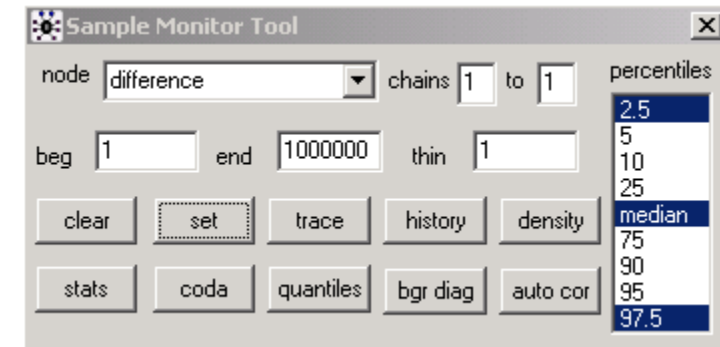 Sample Monitor Tool
node difference chains 1 to 1 percentiles
beg 1 end 1000000 thin 1
clear set trace history density
stats coda quantiles bgr diag auto cor
2.5
5
10
25
median
75
90
95
97.5